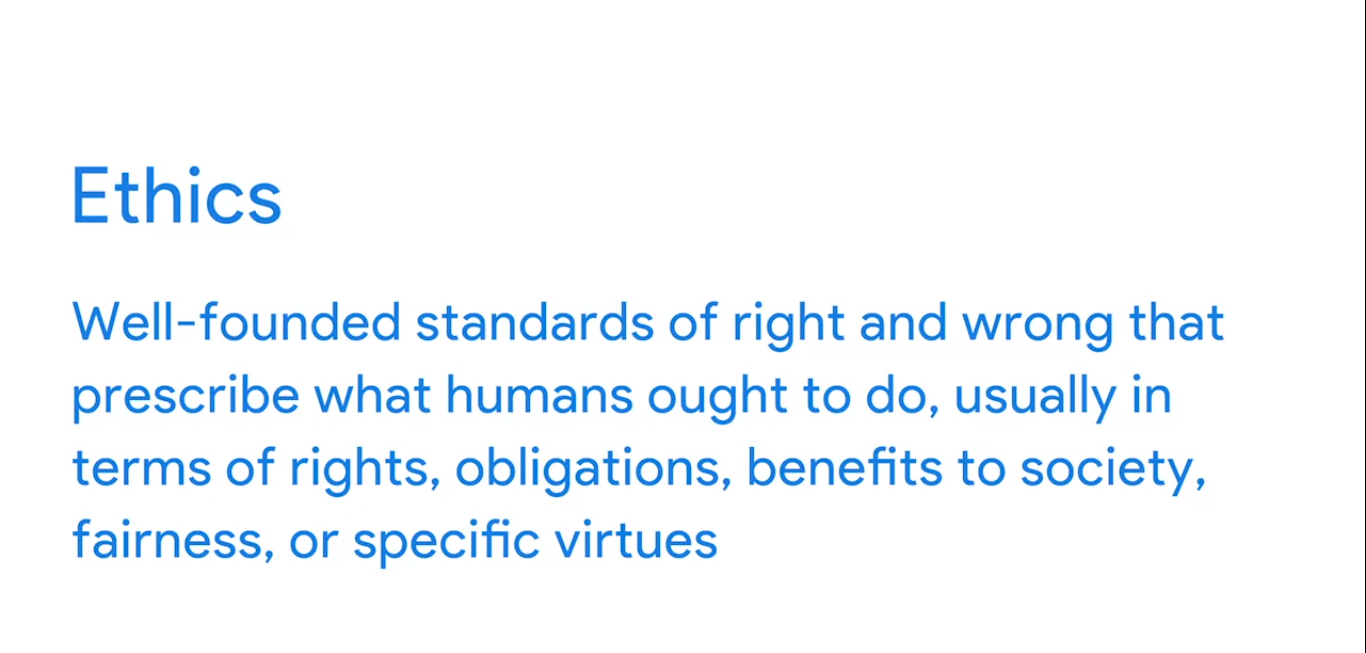 Ethics
Well-founded standards of right and wrong that
prescribe what humans ought to do, usually in
terms of rights, obligations, benefits to society,
fairness, or specific virtues